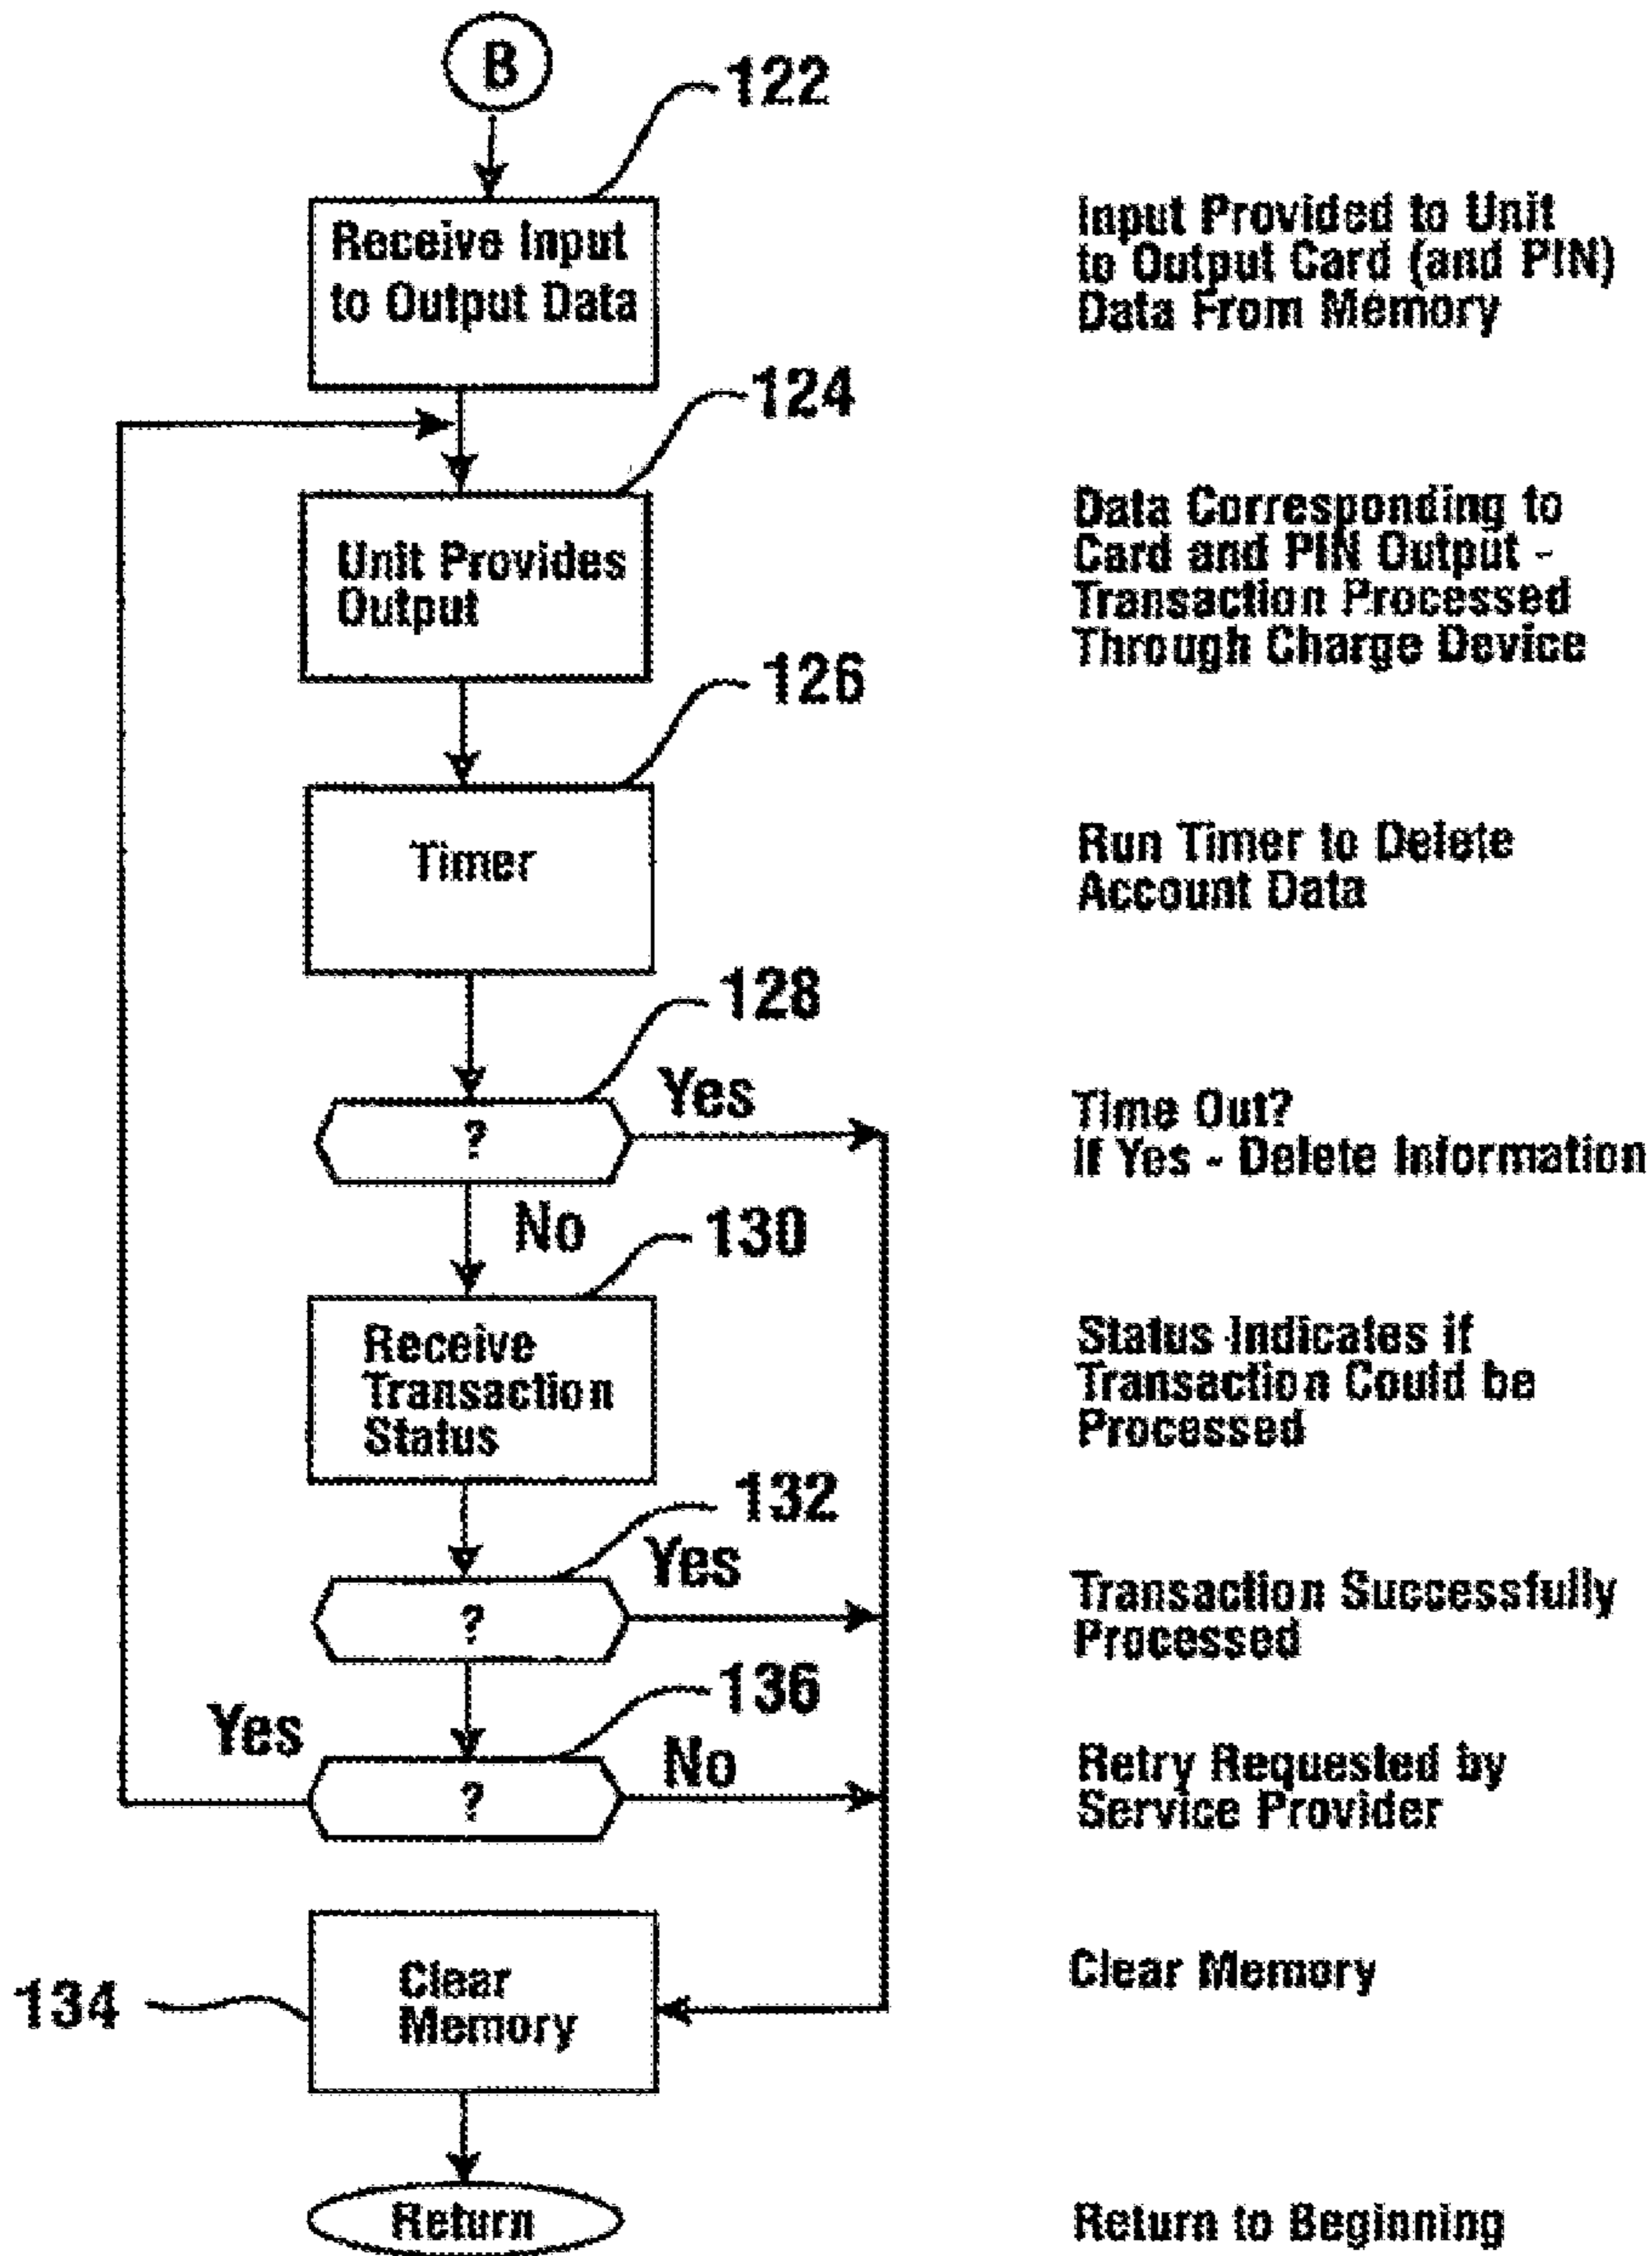 B
122
Receive Input
to Output Data
Input Provided to Unit
to Output Card (and PIN)
Data From Memory
124
Unit Provides
Output
Data Corresponding to
Card and PIN Output -
Transaction Processed
Through Charge Device
126
Timer
Run Timer to Delete
Account Data
128
?
Yes
Time Out?
If Yes - Delete Information
No
130
Receive
Transaction
Status
Status Indicates if
Transaction Could be
Processed
132
?
Yes
Transaction Successfully
Processed
136
Yes
?
No
Retry Requested by
Service Provider
134
Clear
Memory
Clear Memory
Return
Return to Beginning